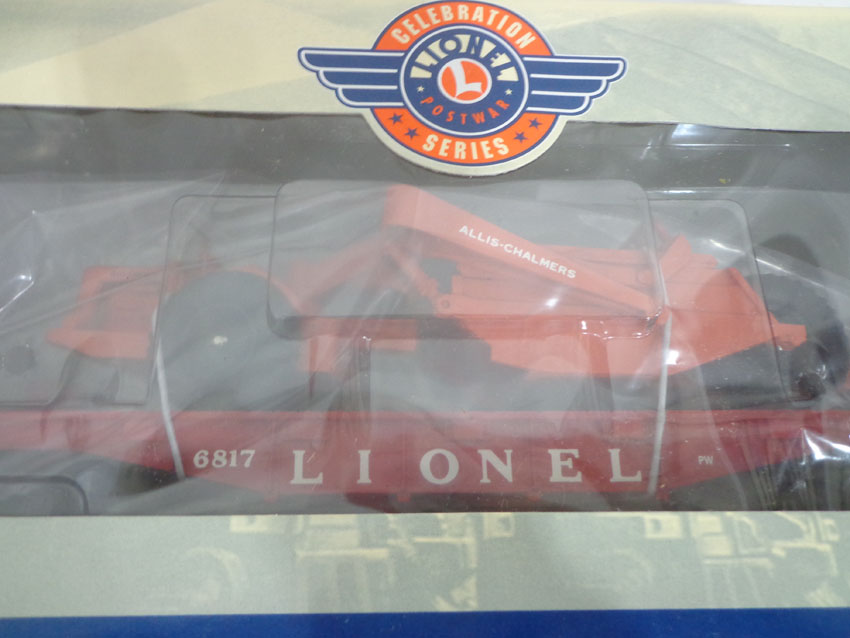 CELEBRATION
LIONEL
L
POSTWAR
SERIES
ALLIS-CHALMERS
6817 LIONEL PW